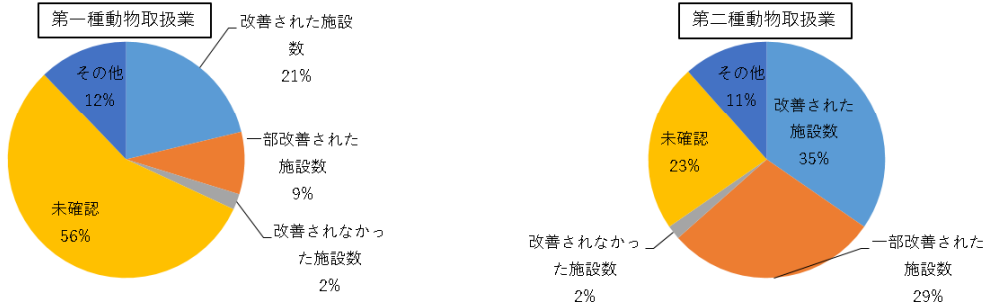 第一種動物取扱業
改善された施設
数
21%
一部改善された
施設数
9%
改善されなかっ
た施設数
2%
未確認
56%
その他
12%
第二種動物取扱業
改善された
施設数
35%
一部改善された
施設数
29%
改善されなかっ
た施設数
2%
未確認
23%
その他
11%